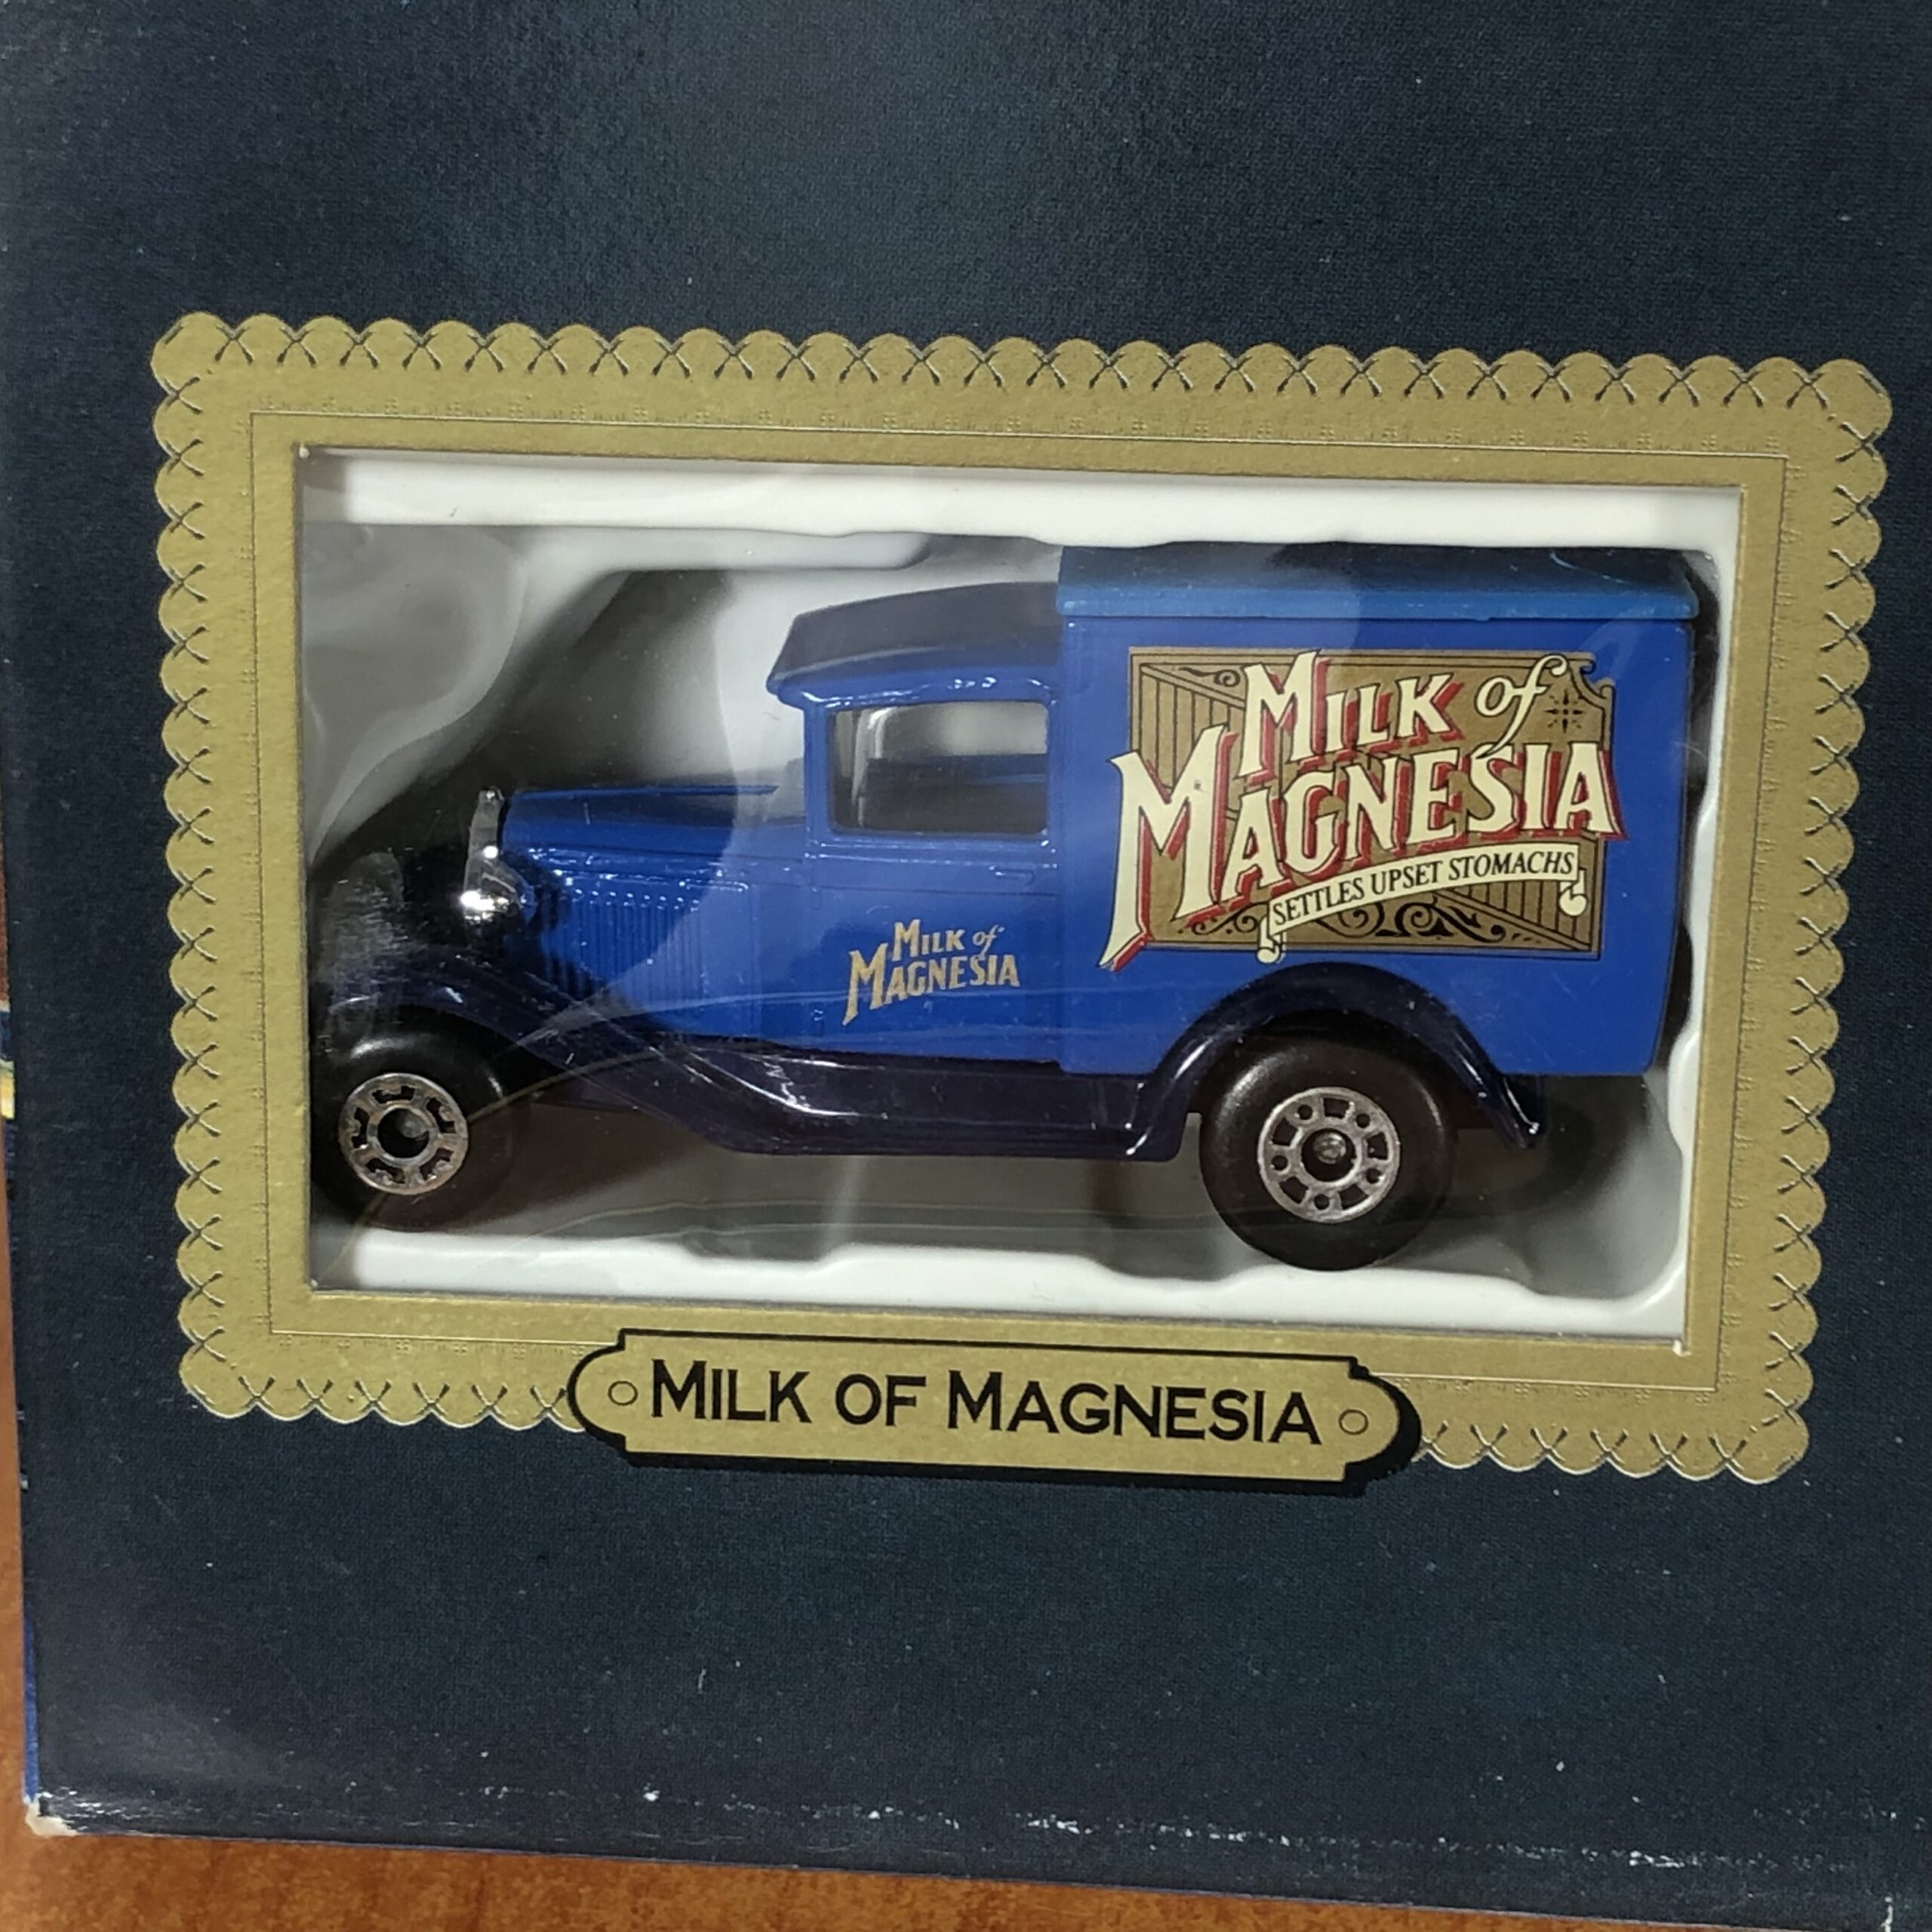 MILK of
MAGNESIA
SETTLES UPSET STOMACHS
MILK of
MAGNESIA
MILK OF MAGNESIA